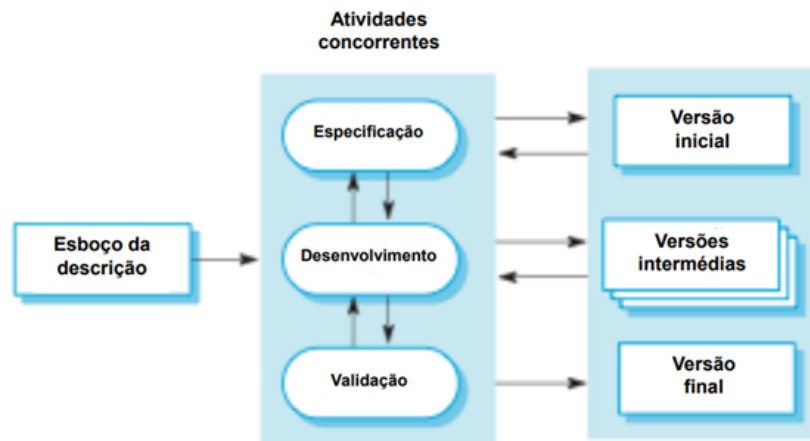 Atividades
concorrentes
Especificação
Versão
inicial
Esboço da
descrição
Desenvolvimento
Versões
intermédias
Validação
Versão
final